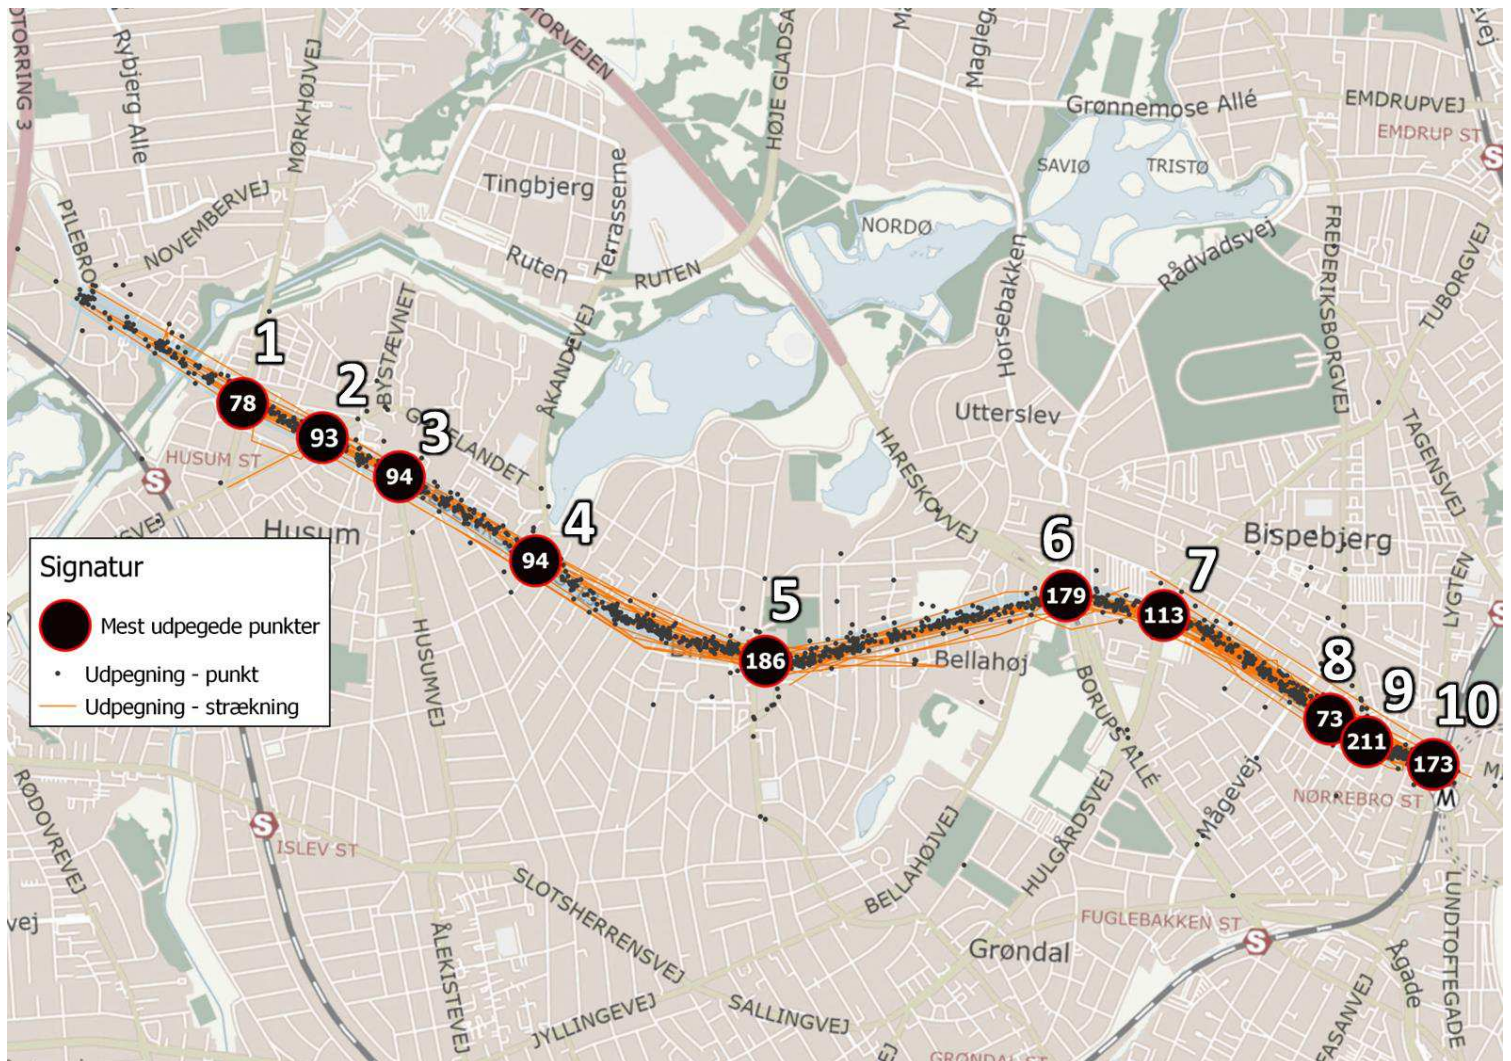 MOTORRING 3
Rybjerg Alle
MØRKHØJVEJ
HØJE GLADSA
Grønnemose Allé
EMDRUPVEJ
EMDRUP ST
S
SAVIØ
TRISTØ
Tingbjerg
Terrasserne
NOVEMBERVEJ
PILEBRO
NORDØ
Ruten
RUTEN
Rådvadsvej
FREDERIKSBORGVEJ
TUBORGVEJ
Horsebakken
BYSTÆVNET
ÅKANDEVEJ
1
2
78
93
3
94
HUSUM ST
S
Utterslev
HARESKOVVEJ
TAGENSVEJ
Husum
4
94
Bispebjerg
LYGTEN
S
Signatur
Mest udpegede punkter
Udpegning - punkt
Udpegning - strækning
HUSUMVEJ
5
186
6
179
7
113
Bellahøj
BORUPS ALLÉ
8
73
9
211
10
173
M
NØRREBRO ST
Mågevej
RØDOVREVEJ
S
ISLEV ST
BELLAHØJVEJ
HULGÅRDSVEJ
SLOTSHERRENSVEJ
FUGLEBAKKEN ST
S
LUNDTOFTEGADE
Ågade
vej
ÅLEKISTEVEJ
Grøndal
JYLLINGEVEJ
SALLINGVEJ
FASANVEJ
GRØNDAL ST